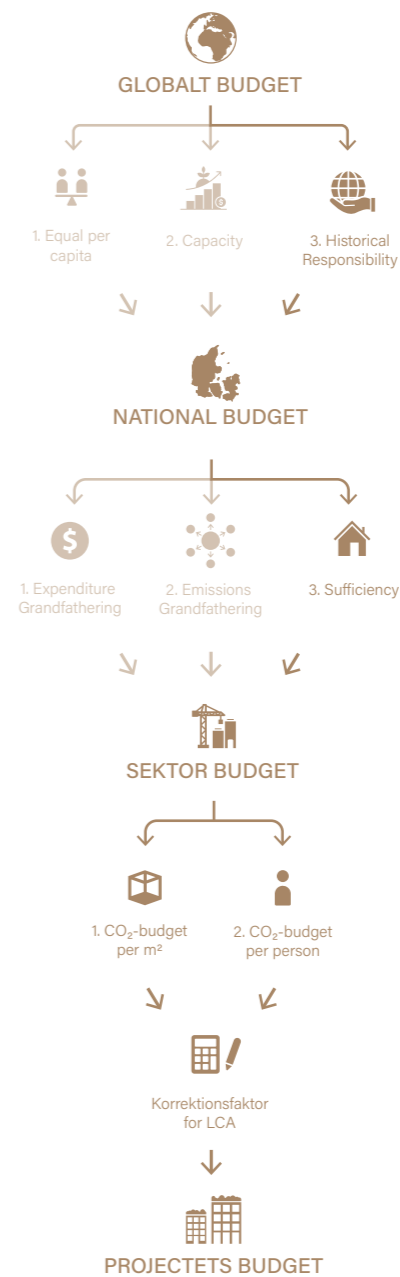 GLOBALT BUDGET
1. Equal per
capita
2. Capacity
3. Historical
Responsibility
NATIONAL BUDGET
1. Expenditure
Grandfathering
2. Emissions
Grandfathering
3. Sufficiency
SEKTOR BUDGET
1. CO₂-budget
per m²
2. CO₂-budget
per person
Korrektionsfaktor
for LCA
PROJECTETS BUDGET